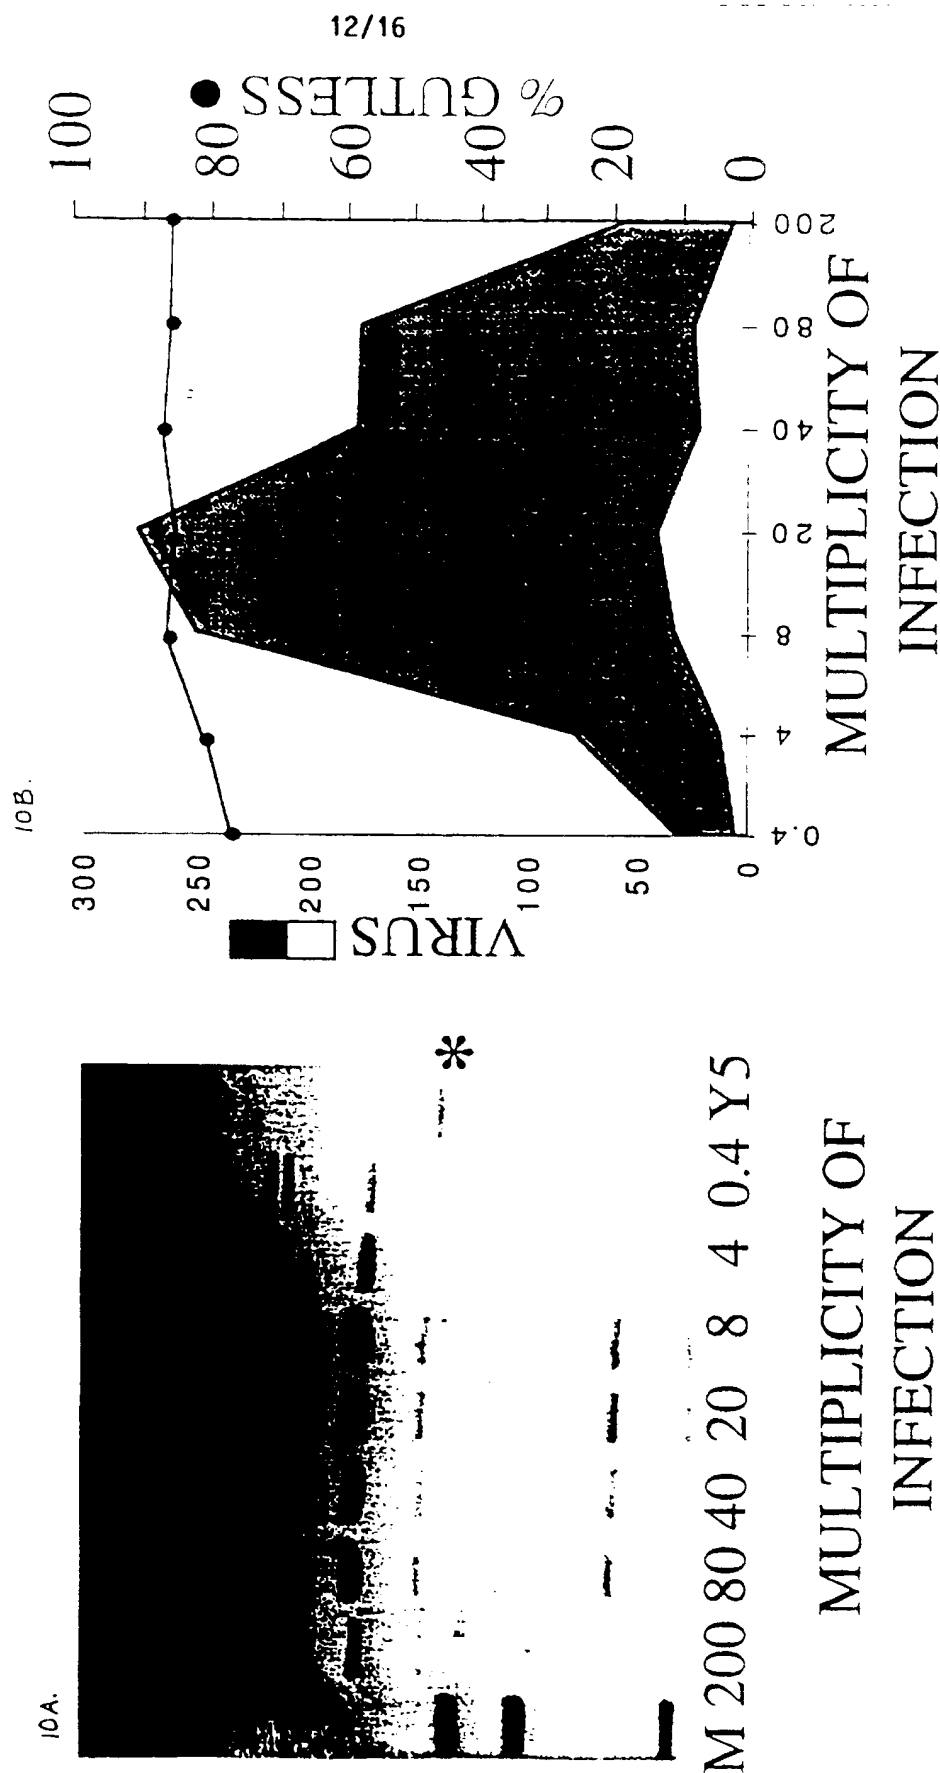 12/16
10B.
VIRUS
300
250
200
150
100
50
0
% GUTLESS
100
80
60
40
20
0
0.4 4 8 20 40 80 200
MULTIPLICITY OF
INFECTION
10A.
*
M 200 80 40 20 8 4 0.4 Y5
MULTIPLICITY OF
INFECTION